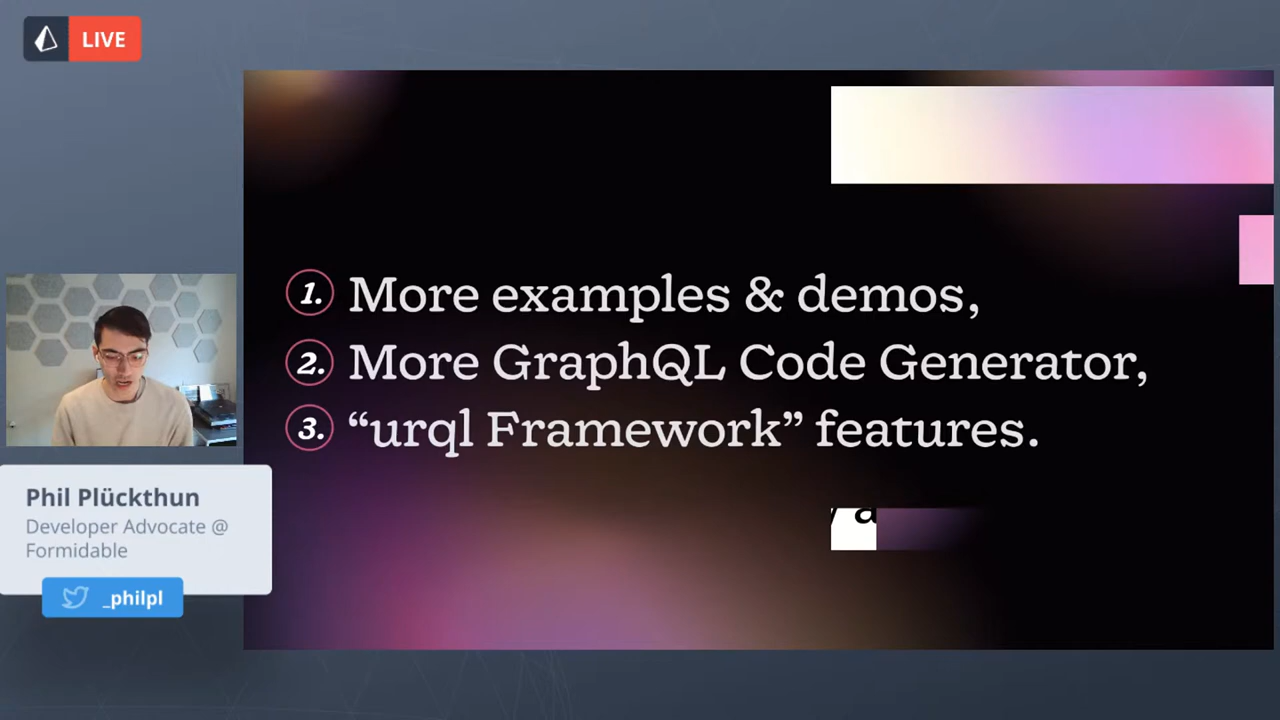 LIVE
1. More examples & demos,
2. More GraphQL Code Generator,
3. “urql Framework” features.
Phil Plückthun
Developer Advocate @
Formidable
_philpl